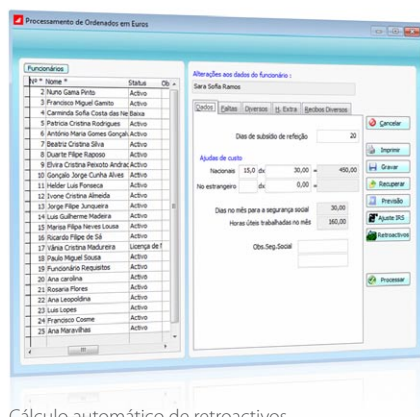 Processamento de Ordenados em Euros
Funcionários
Nº Nome Status Ob
2 Nuno Gama Pinto Activo
3 Francisco Miguel Gamito Activo
4 Carminda Sofia Costa das Ne Baixa
5 Patricia Cristina Rodrigues Activo
6 António Maria Gomes Gonçalv Activo
7 Beatriz Cristina Silva Activo
8 Duarte Filipe Raposo Activo
9 Elvira Cristina Peixoto Andrad Activo
10 Gonçalo Jorge Cunha Alves Activo
11 Helder Luis Fonseca Activo
12 Ivone Cristina Almeida Activo
13 Jorge Filipe Junqueira Activo
14 Luis Guilherme Madeira Activo
15 Marisa Filipa Neves Lousa Activo
16 Ricardo Filipe de Sá Activo
17 Vânia Cristina Madureira Licença de
18 Paulo Miguel Sousa Activo
19 Funcionário Requisitos Activo
20 Ana carolina Activo
21 Rosaria Flores Activo
22 Ana Leopoldina Activo
23 Luis Lopes Activo
24 Francisco Cosme Activo
25 Ana Maravilhas Activo
Alterações aos dados do funcionário :
Sara Sofia Ramos
Dados Faltas Diversos H. Extra Recibos Diversos
Dias de subsídio de refeição 20
Ajudas de custo
Nacionais 15,0 dx 30,00 = 450,00
No estrangeiro dx 0,00 =
Dias no mês para a segurança social 30,00
Horas úteis trabalhadas no mês 160,00
Obs.Seg.Social
Cancelar
Imprimir
Gravar
Recuperar
Previsão
Ajuste IRS
Retroactivos
Processar
Cálculo automático de retroactivos